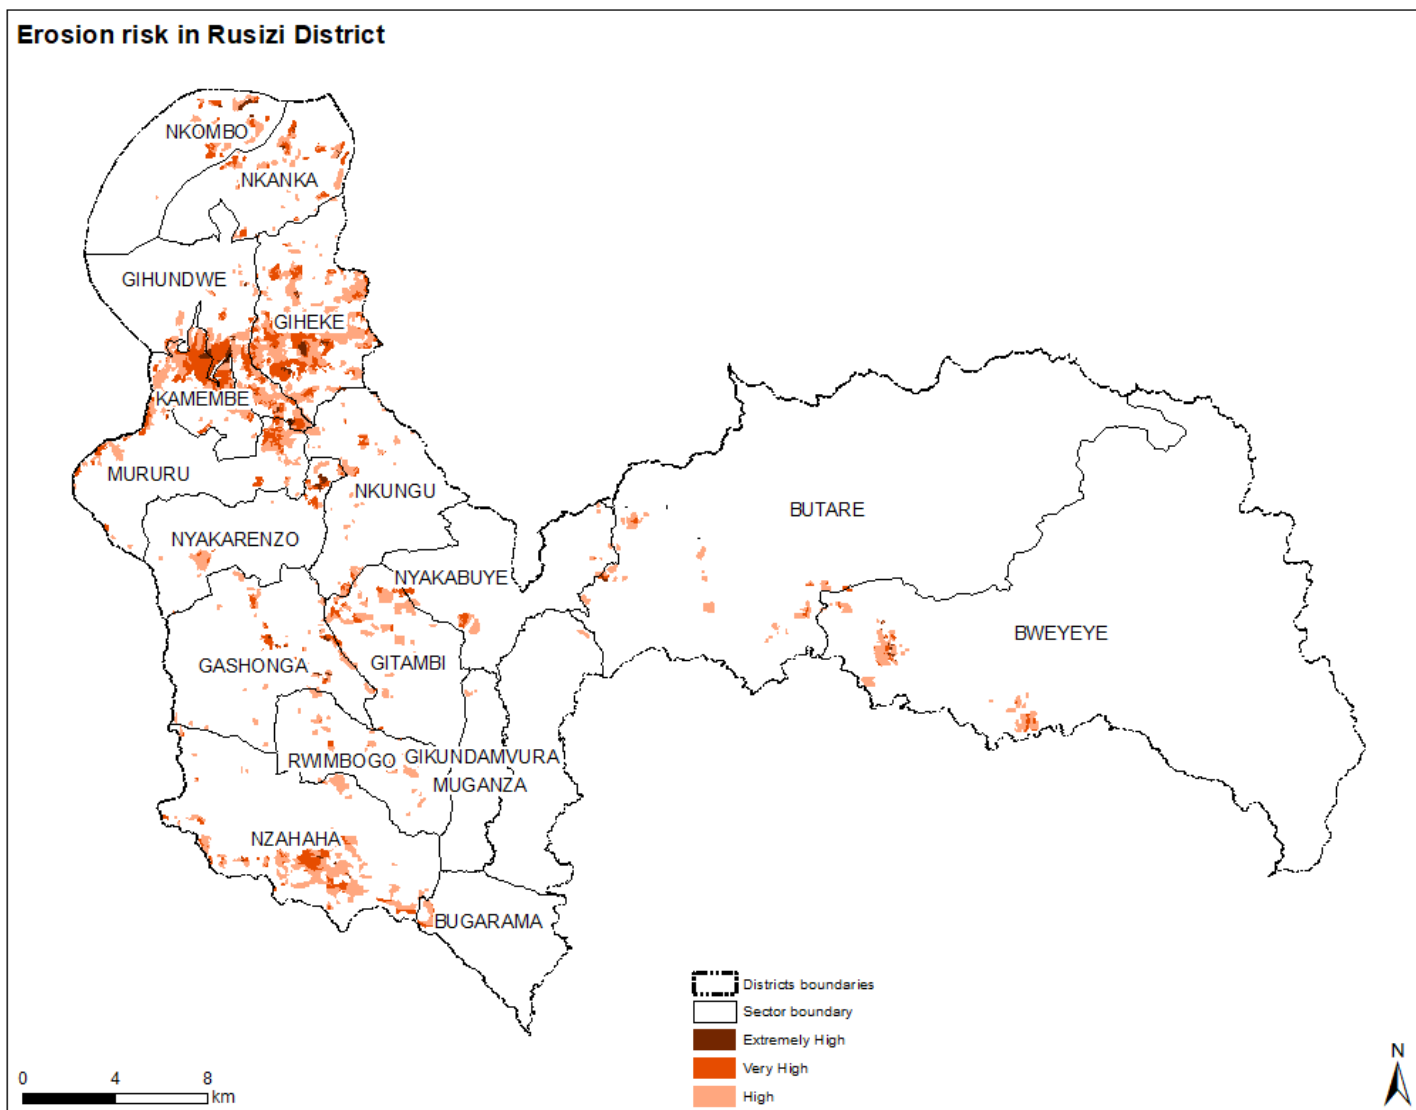 Erosion risk in Rusizi District
NKOMBO
NKANKA
GIHUNDWE
GIHEKE
KAMEMBE
MURURU
NKUNGU
BUTARE
NYAKARENZO
NYAKABUYE
BWEYEYE
GASHONGA
GITAMBI
RWIMBOGO
GIKUNDAMVURA
MUGANZA
NZAHAHA
BUGARAMA
Districts boundaries
Sector boundary
Extremely High
Very High
High
0 4 8
km
N